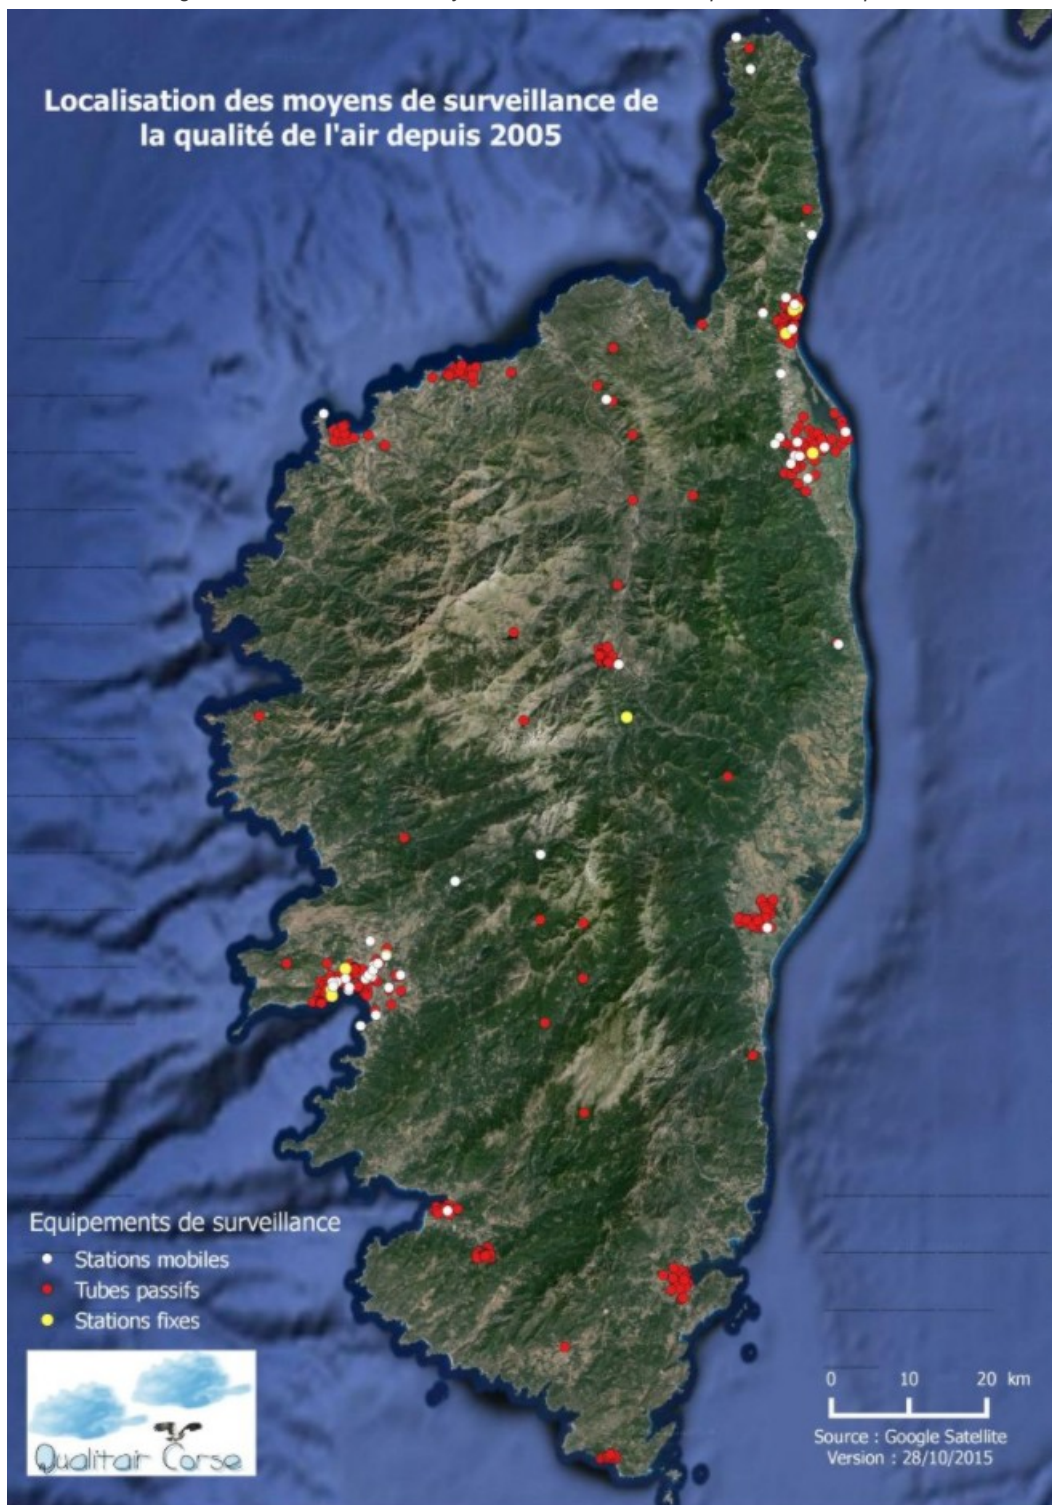 Localisation des moyens de surveillance de
la qualité de l'air depuis 2005
Equipements de surveillance
Stations mobiles
Tubes passifs
Stations fixes
Qualitair Corse
0 10 20 km
Source : Google Satellite
Version : 28/10/2015